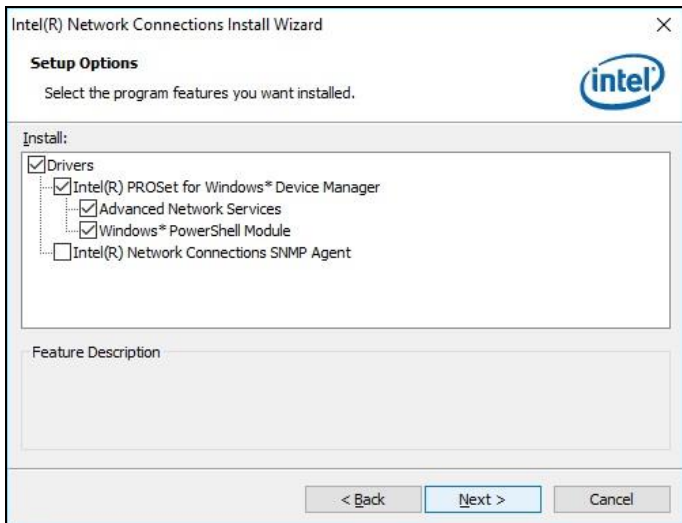 Intel(R) Network Connections Install Wizard
Setup Options
Select the program features you want installed.
intel
Install:
Drivers
Intel(R) PROSet for Windows* Device Manager
Advanced Network Services
Windows* PowerShell Module
Intel(R) Network Connections SNMP Agent
Feature Description
< Back
Next >
Cancel